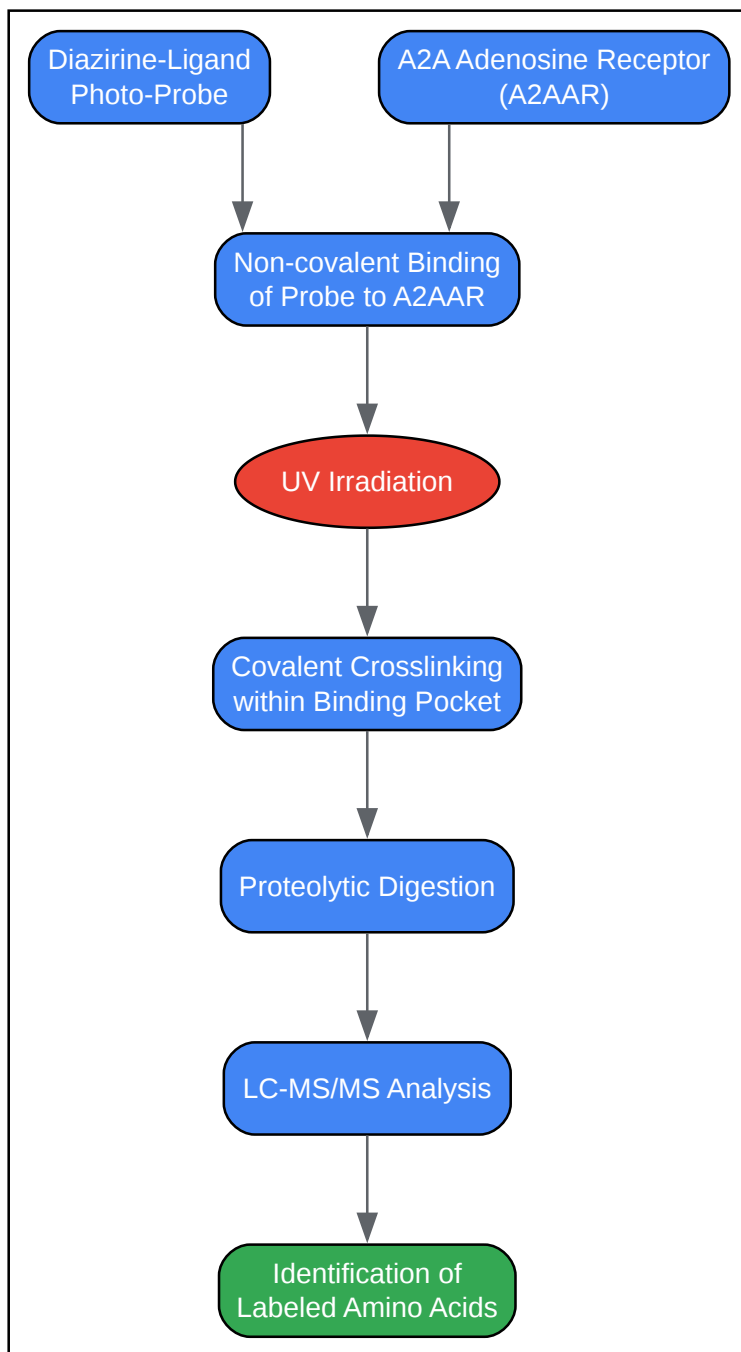 Diazirine-Ligand
Photo-Probe
A2A Adenosine Receptor
(A2AAR)
Non-covalent Binding
of Probe to A2AAR
UV Irradiation
Covalent Crosslinking
within Binding Pocket
Proteolytic Digestion
LC-MS/MS Analysis
Identification of
Labeled Amino Acids